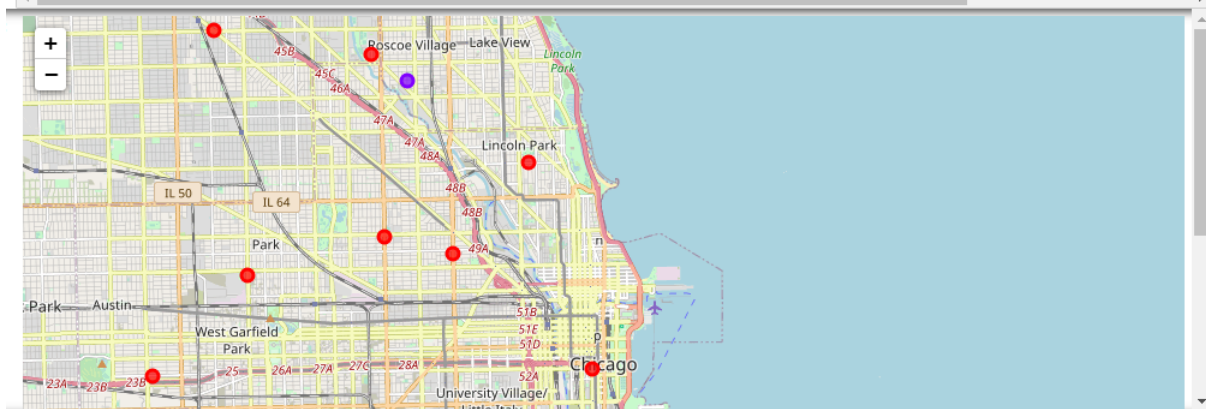 +
−
45B
Roscoe Village
Lake View
Lincoln
Park
45C
46A
47A
47A
48A
Lincoln Park
48B
IL 50
IL 64
48B
49A
n
Park
Park
Austin
51B
West Garfield
Park
51E
p
51D
Chicago
23A
23B
23B
25
26A
27A
27C
28A
52A
University Village/
Little Italy